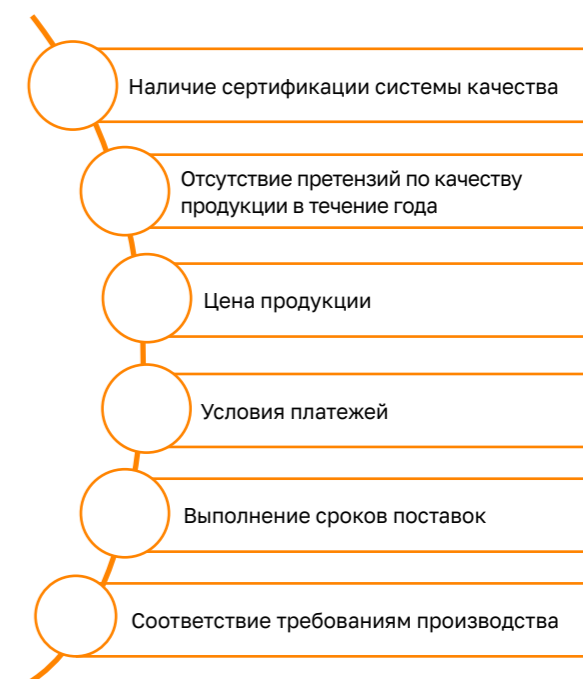 Наличие сертификации системы качества
Отсутствие претензий по качеству
продукции в течение года
Цена продукции
Условия платежей
Выполнение сроков поставок
Соответствие требованиям производства